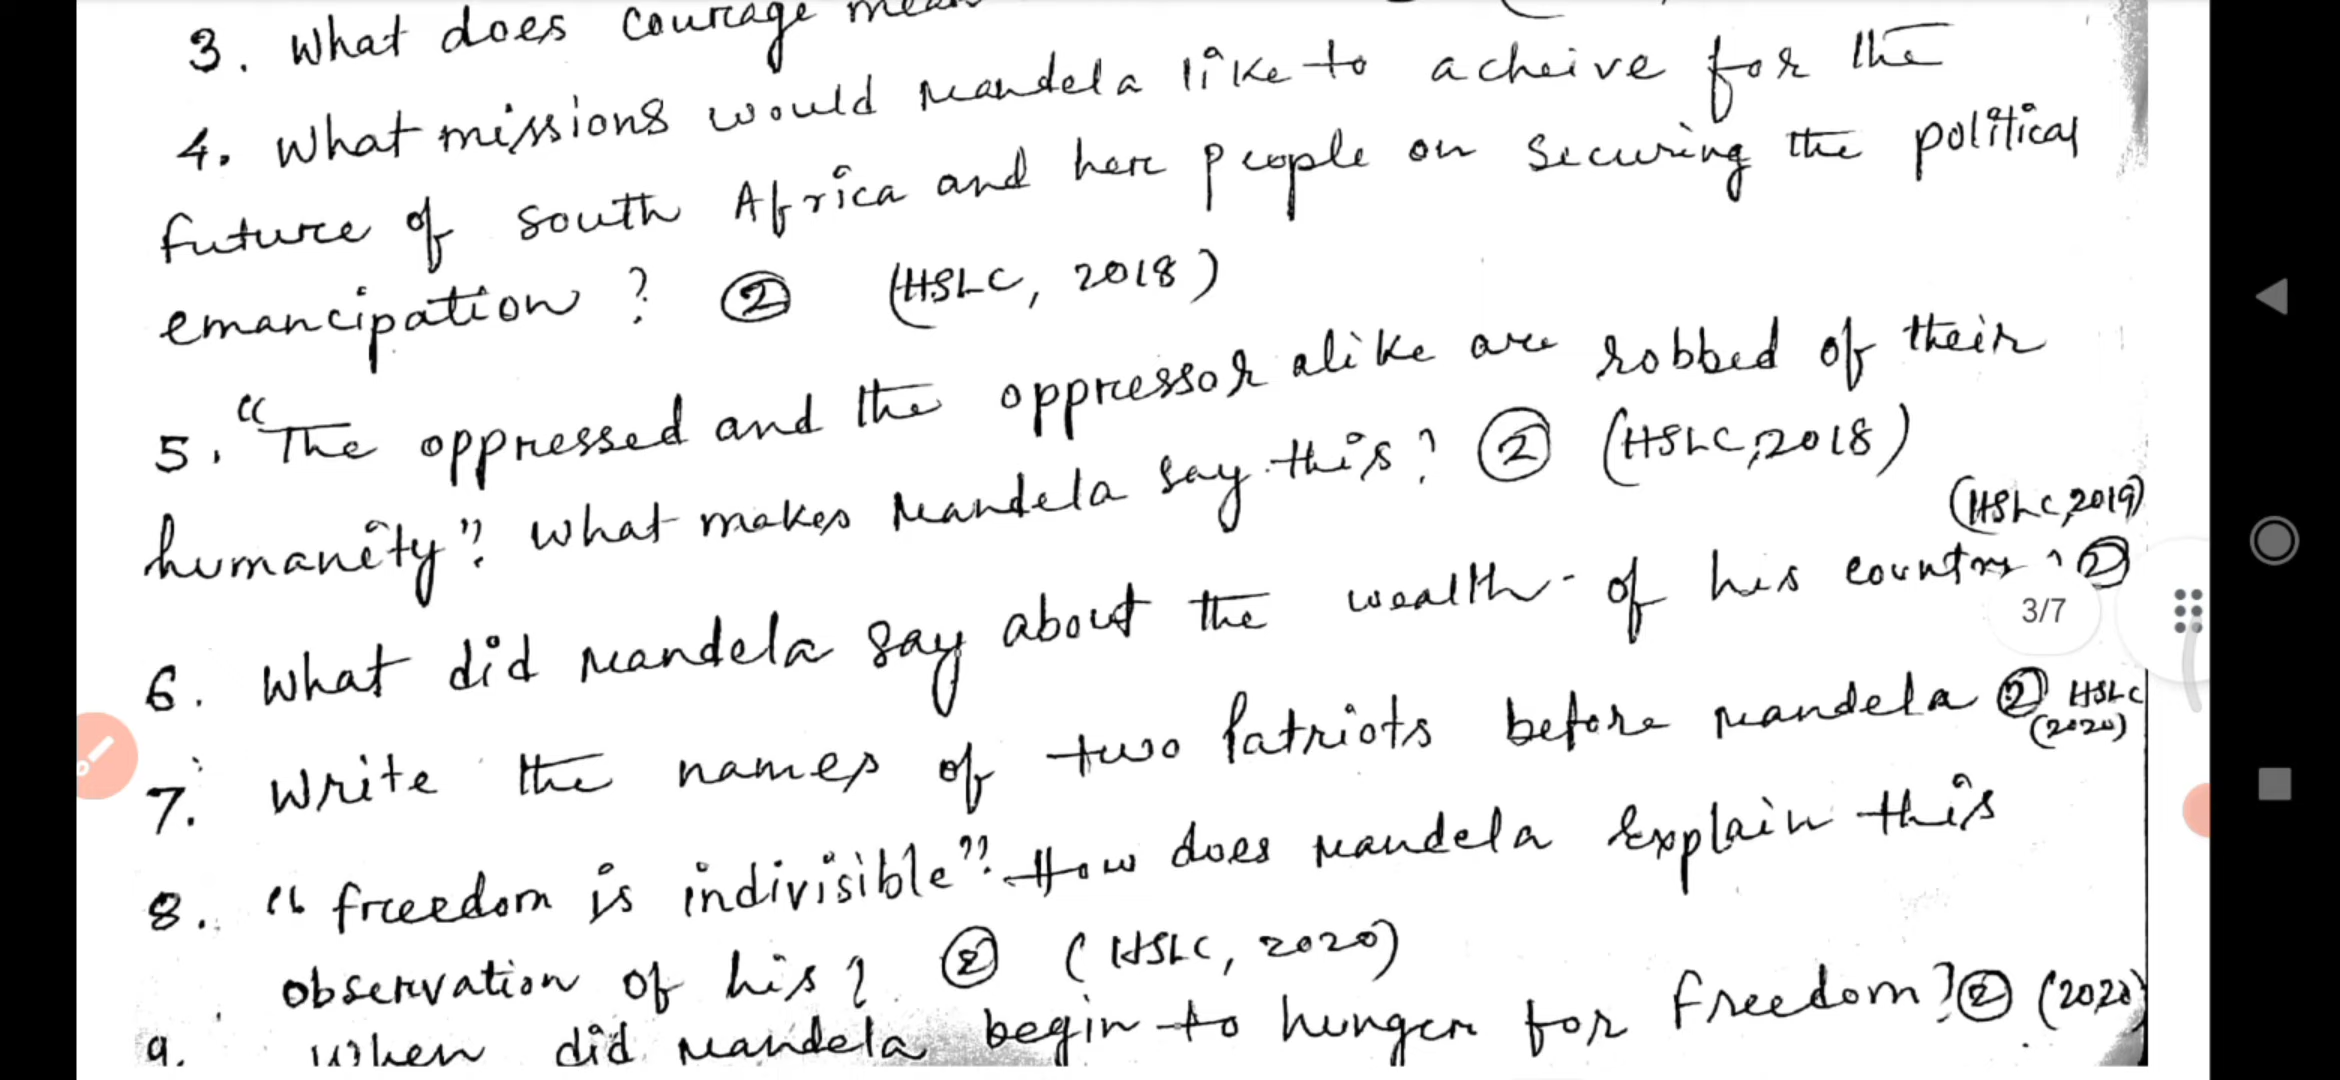 3. What does courage mean
4. What missions would Mandela like to acheive for the
future of South Africa and her people on securing the political
emancipation ? ② (HSLC, 2018)
5. "The oppressed and the oppressor alike are robbed of their
humanity". What makes Mandela say this? ② (HSLC, 2018)
(HSLC, 2019)
6. What did Mandela say about the wealth of his country? ②
3/7
7. Write the names of two Patriots before Mandela ② HSLC
(2020)
8. "freedom is indivisible". How does Mandela explain this
observation of his? ② (HSLC, 2020)
9. When did Mandela begin to hunger for freedom? ② (2020)